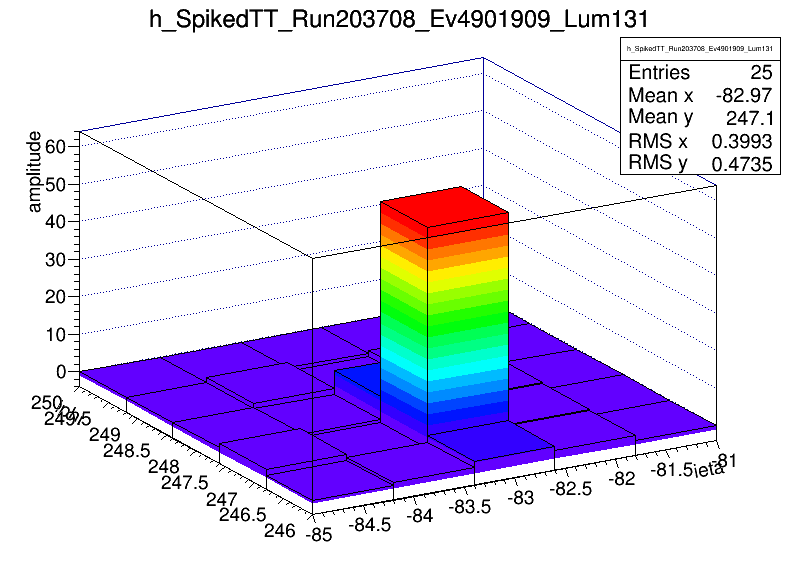 h_SpikedTT_Run203708_Ev4901909_Lum131
h_SpikedTT_Run203708_Ev4901909_Lum131
Entries 25
Mean x -82.97
Mean y 247.1
RMS x 0.3993
RMS y 0.4735
amplitude
60
50
40
30
20
10
0
250
249.5
249
248.5
248
247.5
247
246.5
246
-85
-84.5
-84
-83.5
-83
-82.5
-82
-81.5
-81
ieta